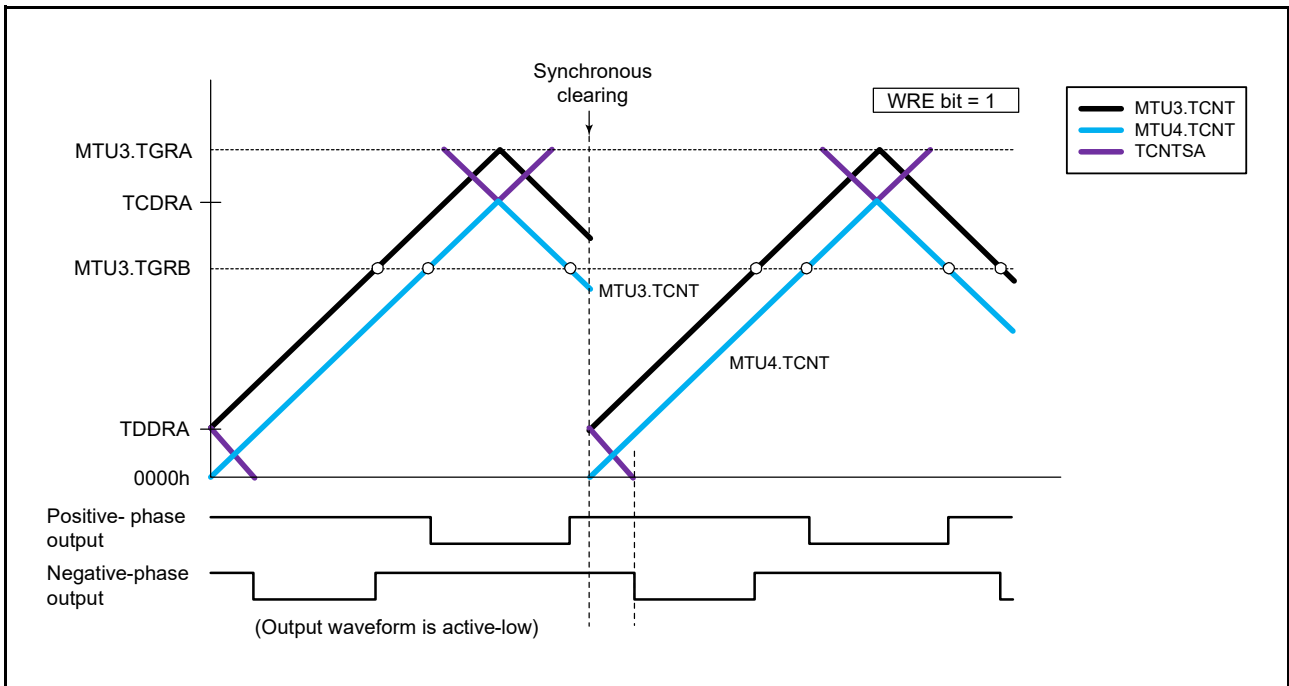 Synchronous
clearing
WRE bit = 1
MTU3.TCNT
MTU4.TCNT
TCNTSA
MTU3.TGRA
TCDRA
MTU3.TGRB
MTU3.TCNT
MTU4.TCNT
TDDRA
0000h
Positive- phase
output
Negative-phase
output
(Output waveform is active-low)